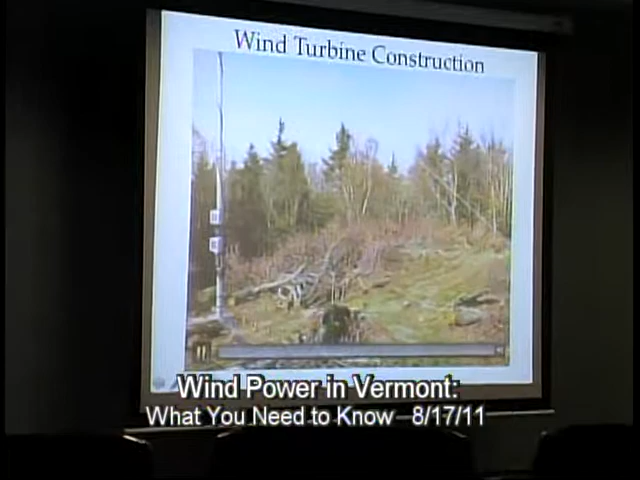 Wind Turbine Construction
Wind Power in Vermont:
What You Need to Know 8/17/11